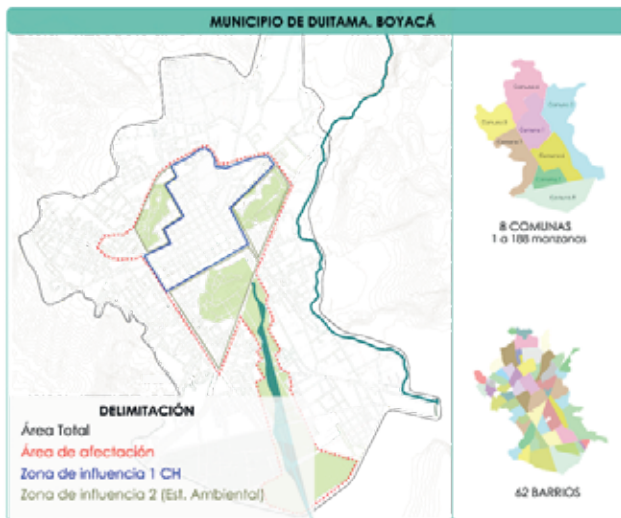 MUNICIPIO DE DUITAMA, BOYACÁ
DELIMITACIÓN
Área Total
Área de afectación
Zona de influencia 1 CH
Zona de influencia 2 (Est. Ambiental)
8 COMUNAS
1 a 188 manzanas
62 BARRIOS